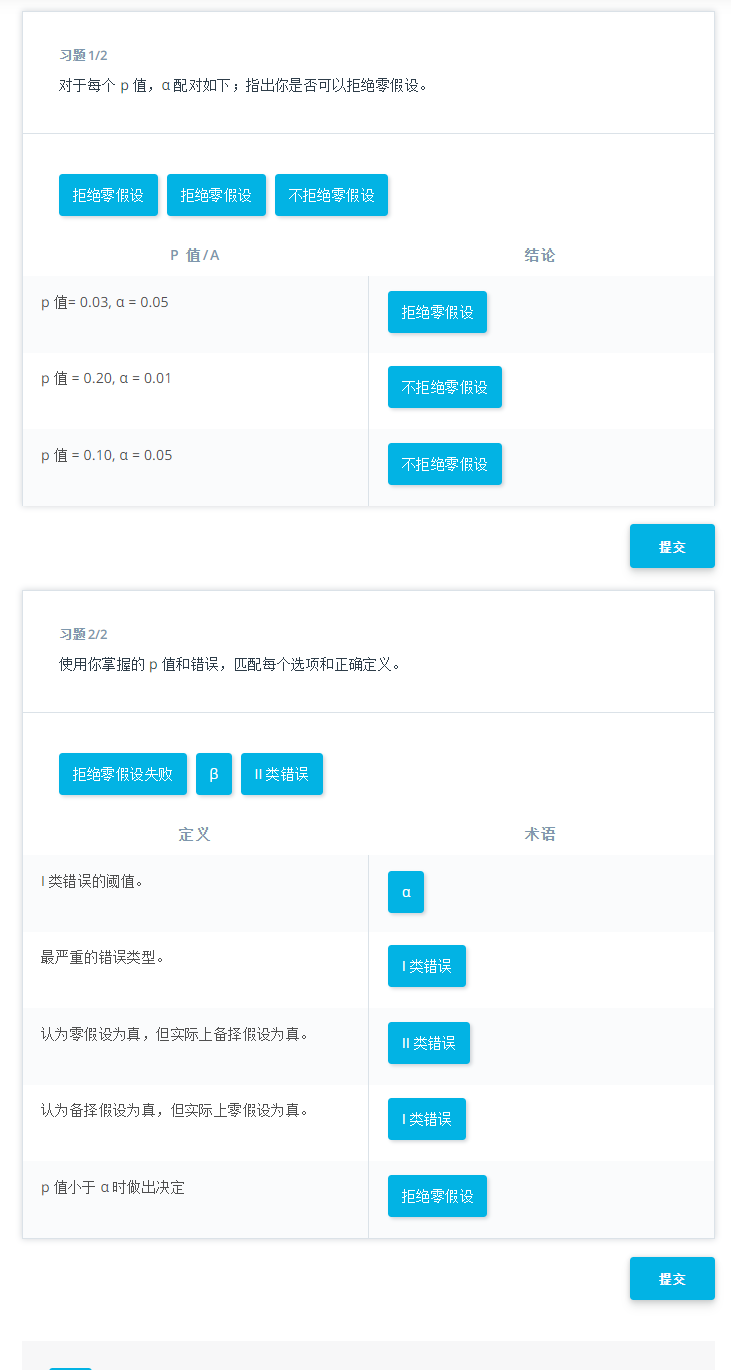 习题 1/2
对于每个 p 值，α 配对如下；指出你是否可以拒绝零假设。
拒绝零假设 拒绝零假设 不拒绝零假设
P 值/Α 结论
p 值= 0.03, α = 0.05 拒绝零假设
p 值 = 0.20, α = 0.01 不拒绝零假设
p 值 = 0.10, α = 0.05 不拒绝零假设
提交
习题 2/2
使用你掌握的 p 值和错误，匹配每个选项和正确定义。
拒绝零假设失败 β II 类错误
定义 术语
I 类错误的阈值。 α
最严重的错误类型。 I 类错误
认为零假设为真，但实际上备择假设为真。 II 类错误
认为备择假设为真，但实际上零假设为真。 I 类错误
p 值小于 α 时做出决定 拒绝零假设
提交